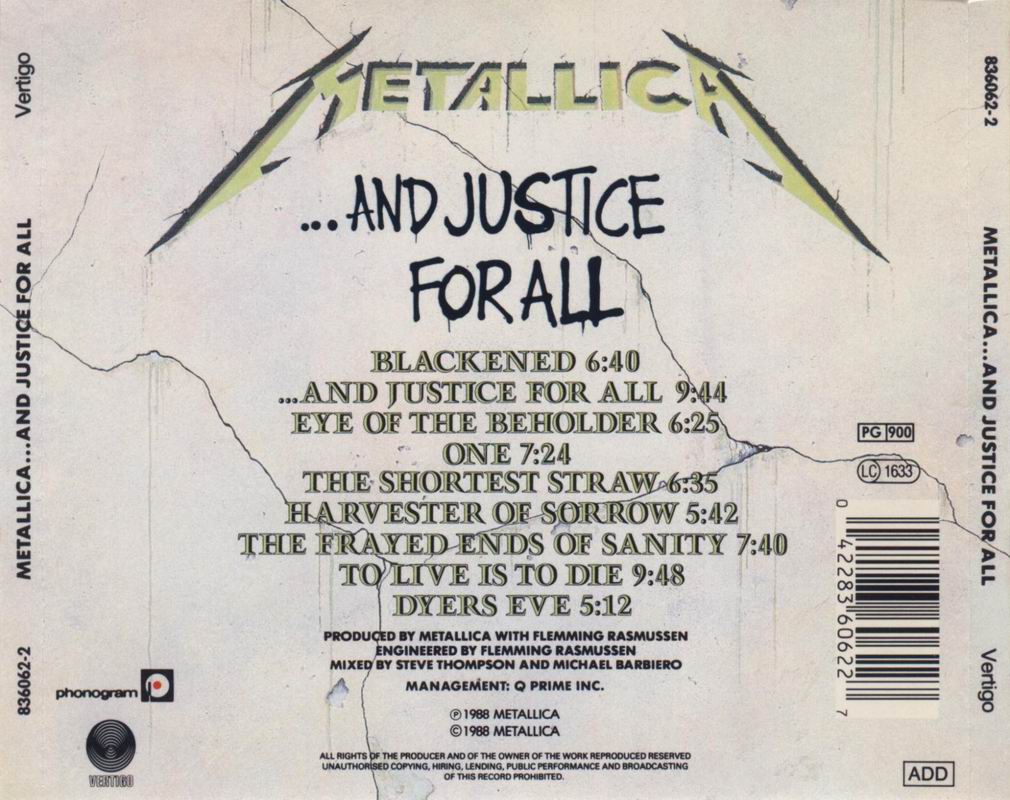 METALLICA
...AND JUSTICE
FOR ALL
BLACKENED 6:40
...AND JUSTICE FOR ALL 9:44
EYE OF THE BEHOLDER 6:25
ONE 7:24
THE SHORTEST STRAW 6:35
HARVESTER OF SORROW 5:42
THE FRAYED ENDS OF SANITY 7:40
TO LIVE IS TO DIE 9:48
DYERS EVE 5:12
PRODUCED BY METALLICA WITH FLEMMING RASMUSSEN
ENGINEERED BY FLEMMING RASMUSSEN
MIXED BY STEVE THOMPSON AND MICHAEL BARBIERO
MANAGEMENT: Q PRIME INC.
℗ 1988 METALLICA
© 1988 METALLICA
ALL RIGHTS OF THE PRODUCER AND OF THE OWNER OF THE WORK REPRODUCED RESERVED
UNAUTHORISED COPYING, HIRING, LENDING, PUBLIC PERFORMANCE AND BROADCASTING
OF THIS RECORD PROHIBITED.
phonogram
VERTIGO
PG 900
LC 1633
0 42283 60622 7
ADD
836062-2 METALLICA...AND JUSTICE FOR ALL Vertigo
836062-2 METALLICA...AND JUSTICE FOR ALL Vertigo